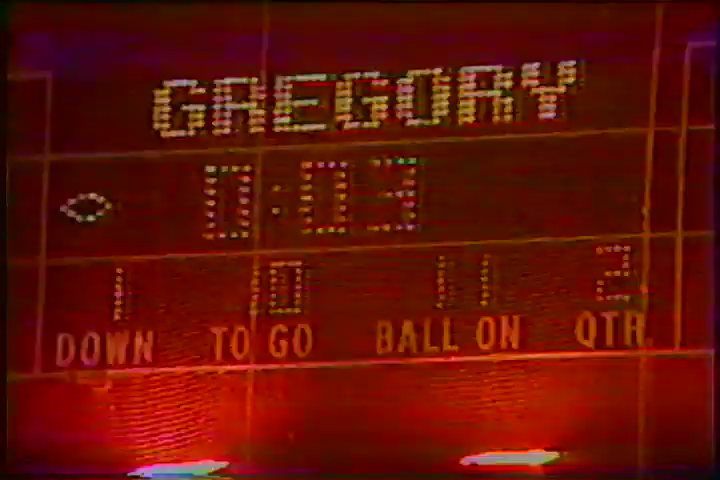 GREGORY
0:03
1 10 11 2
DOWN TO GO BALL ON QTR